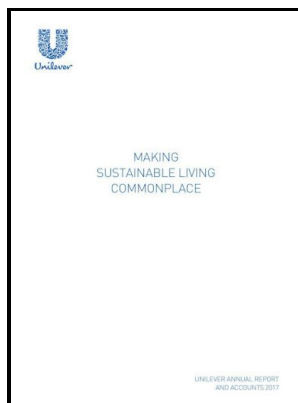 Unilever
MAKING
SUSTAINABLE LIVING
COMMONPLACE
UNILEVER ANNUAL REPORT
AND ACCOUNTS 2017